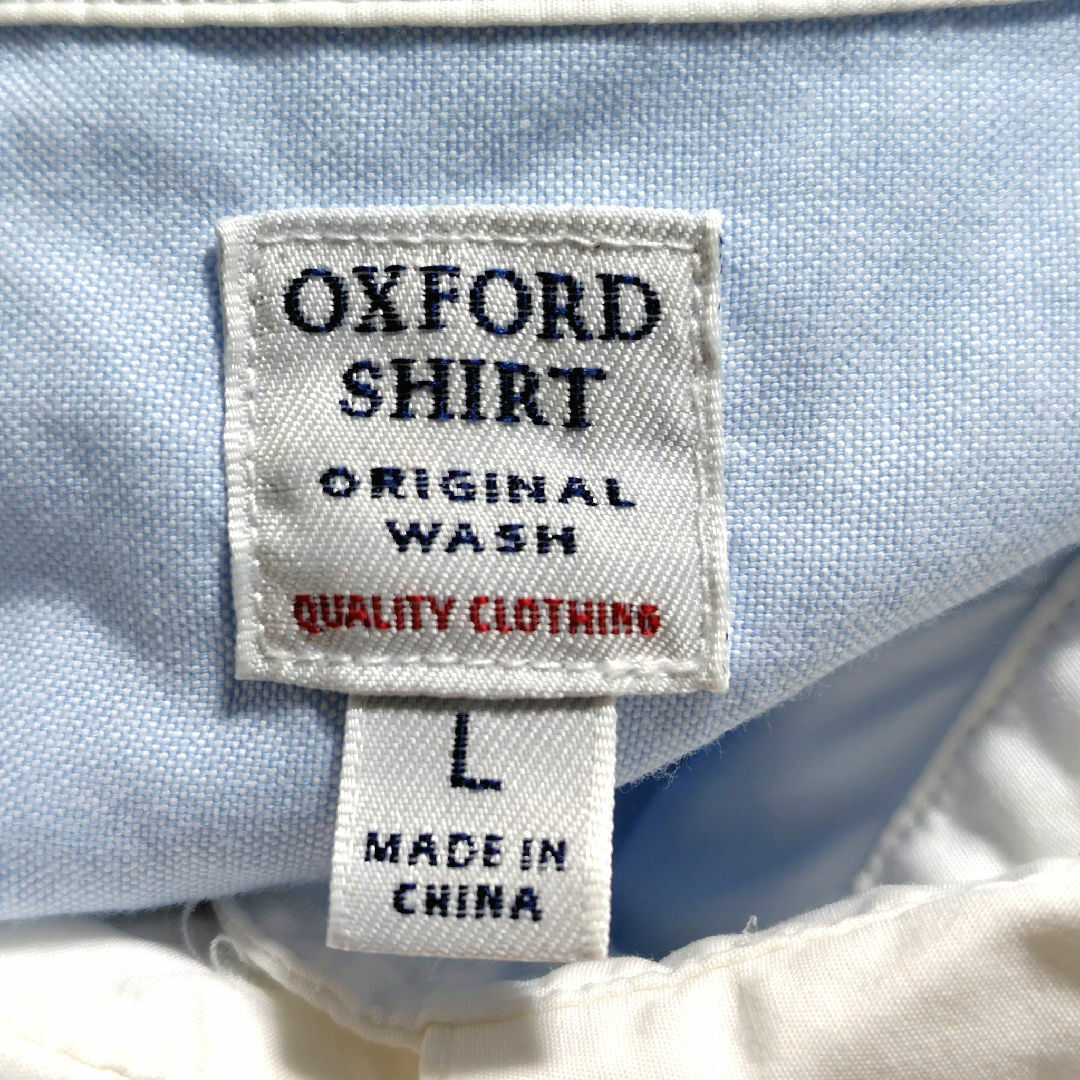 OXFORD
SHIRT
ORIGINAL
WASH
QUALITY CLOTHING
L
MADE IN
CHINA